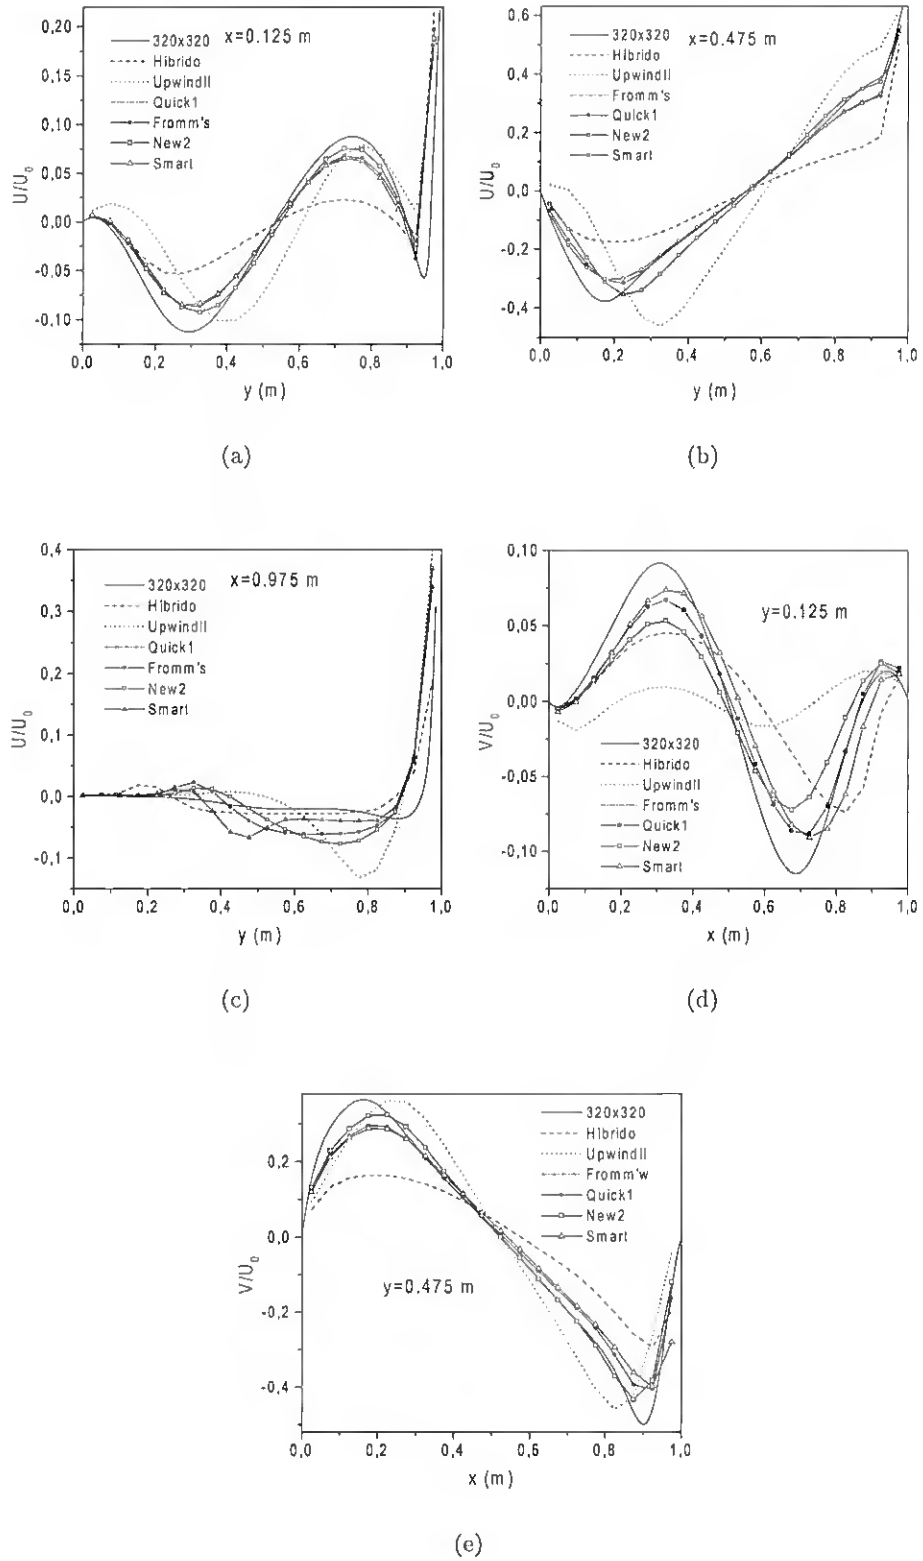 0,20
0,15
0,10
0,05
0,00
-0,05
-0,10
U/U0
320x320
Hibrido
UpwindII
Quick1
Fromm's
New2
Smart
x=0.125 m
0,0 0,2 0,4 0,6 0,8 1,0
y (m)
(a)
0,6
0,4
0,2
0,0
-0,2
-0,4
U/U0
320x320
Hibrido
UpwindII
Fromm's
Quick1
New2
Smart
x=0.475 m
0,0 0,2 0,4 0,6 0,8 1,0
y (m)
(b)
0,4
0,3
0,2
0,1
0,0
-0,1
U/U0
320x320
Hibrido
UpwindII
Quick1
Fromm's
New2
Smart
x=0.975 m
0,0 0,2 0,4 0,6 0,8 1,0
y (m)
(c)
0,10
0,05
0,00
-0,05
-0,10
V/U0
y=0.125 m
320x320
Hibrido
UpwindII
Fromm's
Quick1
New2
Smart
0,0 0,2 0,4 0,6 0,8 1,0
x (m)
(d)
0,2
0,0
-0,2
-0,4
V/U0
320x320
Hibrido
UpwindII
Fromm'w
Quick1
New2
Smart
y=0.475 m
0,0 0,2 0,4 0,6 0,8 1,0
x (m)
(e)